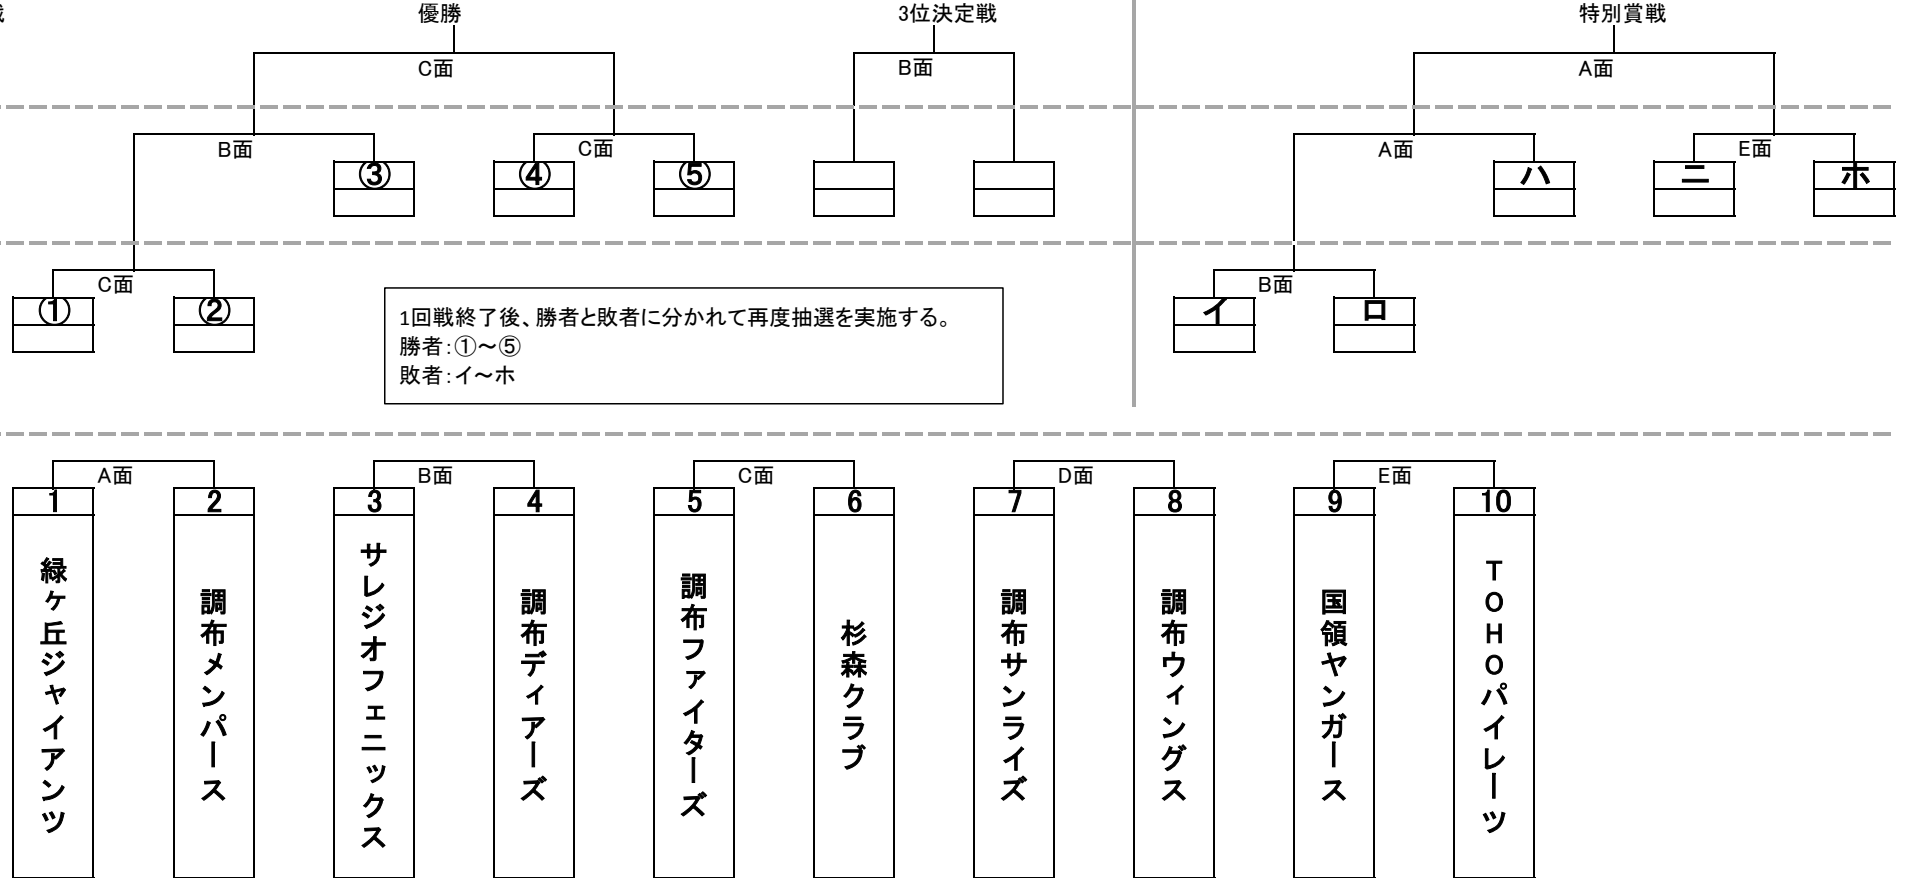 優勝
3位決定戦
特別賞戦
C面
B面
A面
B面
C面
A面
E面
③
④
⑤
ハ
ニ
ホ
C面
B面
①
②
イ
ロ
1回戦終了後、勝者と敗者に分かれて再度抽選を実施する。
勝者：①～⑤
敗者：イ～ホ
A面
B面
C面
D面
E面
1
2
3
4
5
6
7
8
9
10
緑ヶ丘ジャイアンツ
調布メンパース
サレジオフェニックス
調布ディアーズ
調布ファイターズ
杉森クラブ
調布サンライズ
調布ウィングス
国領ヤンガース
TOHOパイレーツ